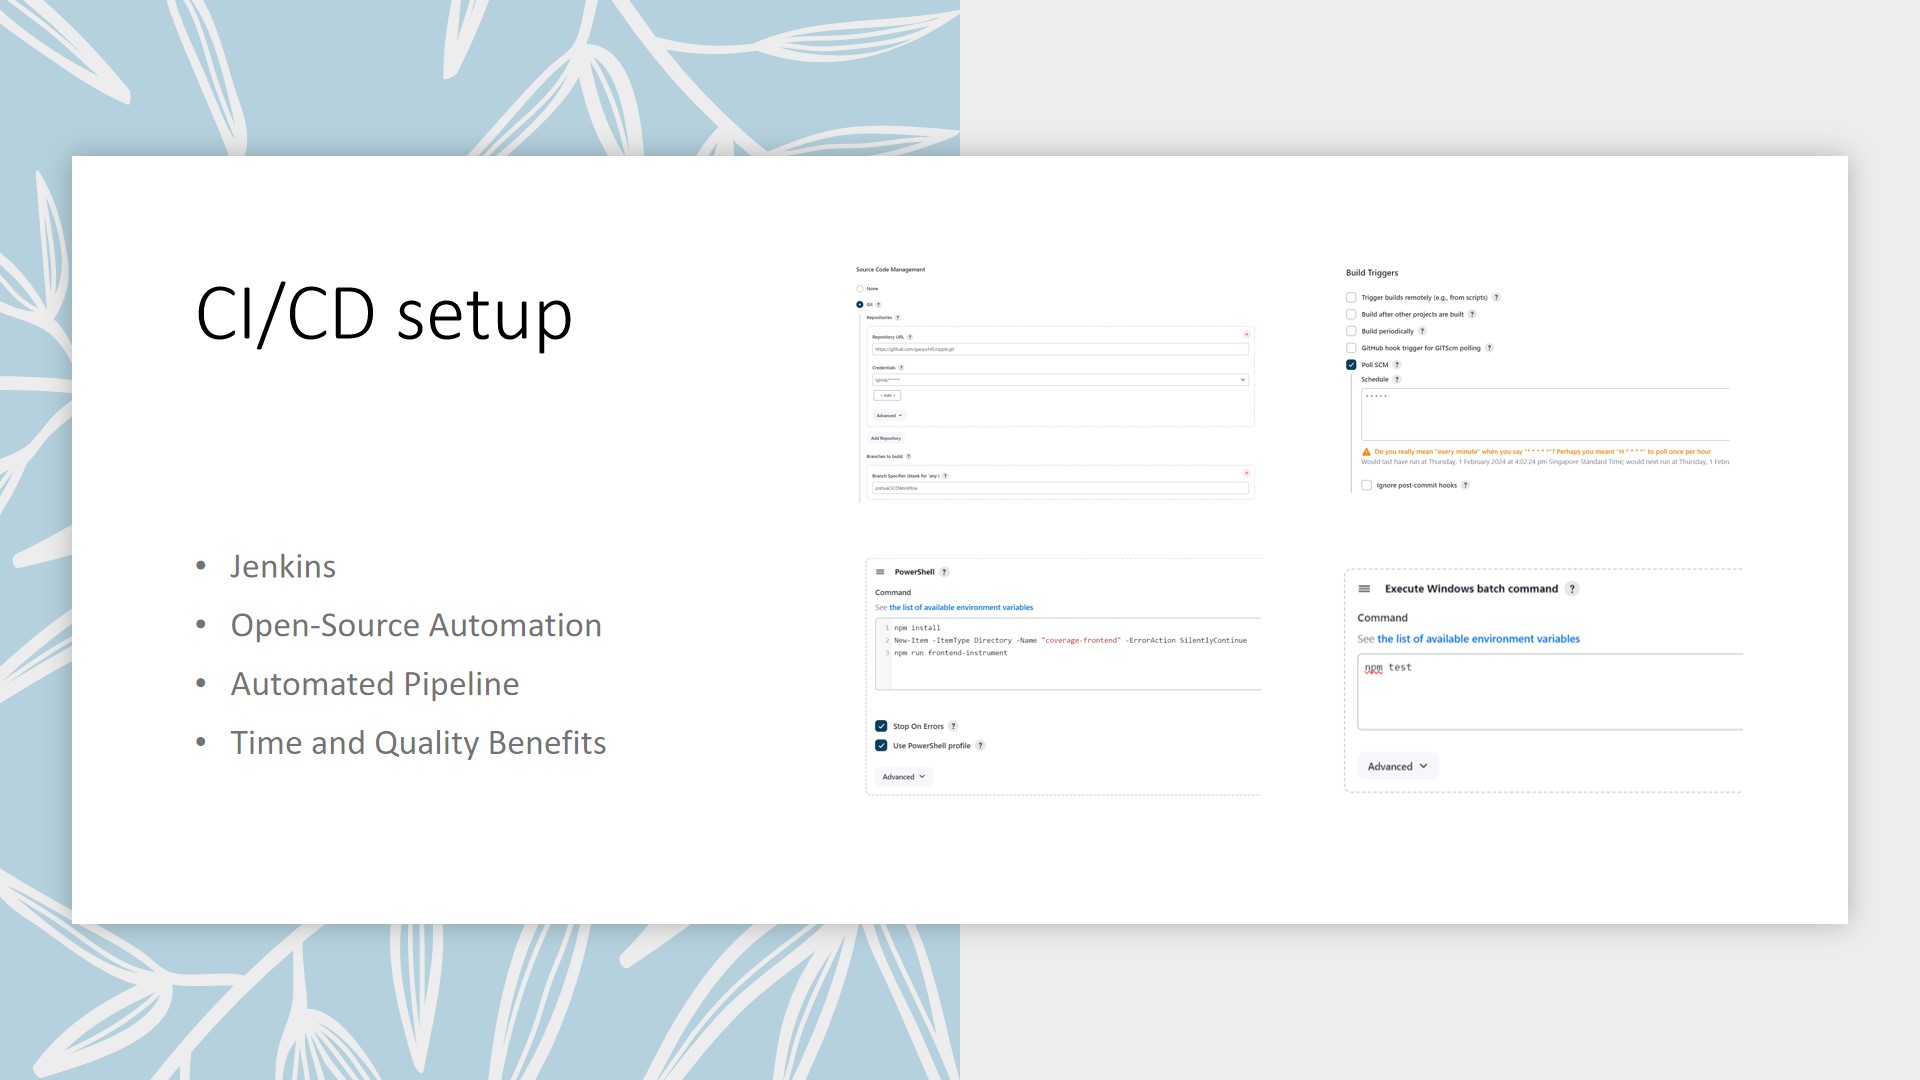 CI/CD setup
• Jenkins
• Open-Source Automation
• Automated Pipeline
• Time and Quality Benefits
Source Code Management
None
Git ?
Repositories ?
Repository URL ?
Credentials ?
+ Add
Advanced
Add Repository
Branches to build ?
Branch Specifier (blank for 'any') ?
joshuaCICDWorkflow
Build Triggers
Trigger builds remotely (e.g., from scripts) ?
Build after other projects are built ?
Build periodically ?
GitHub hook trigger for GITScm polling ?
Poll SCM ?
Schedule ?
* * * * *
Do you really mean "every minute" when you say "* * * * *"? Perhaps you meant "H * * * *" to poll once per hour
Would last have run at Thursday, 1 February 2024 at 4:02:24 pm Singapore Standard Time; would next run at Thursday, 1 Febr
Ignore post-commit hooks ?
PowerShell ?
Command
See the list of available environment variables
1 npm install
2 New-Item -ItemType Directory -Name "coverage-frontend" -ErrorAction SilentlyContinue
3 npm run frontend-instrument
Stop On Errors ?
Use PowerShell profile ?
Advanced
Execute Windows batch command ?
Command
See the list of available environment variables
npm test
Advanced